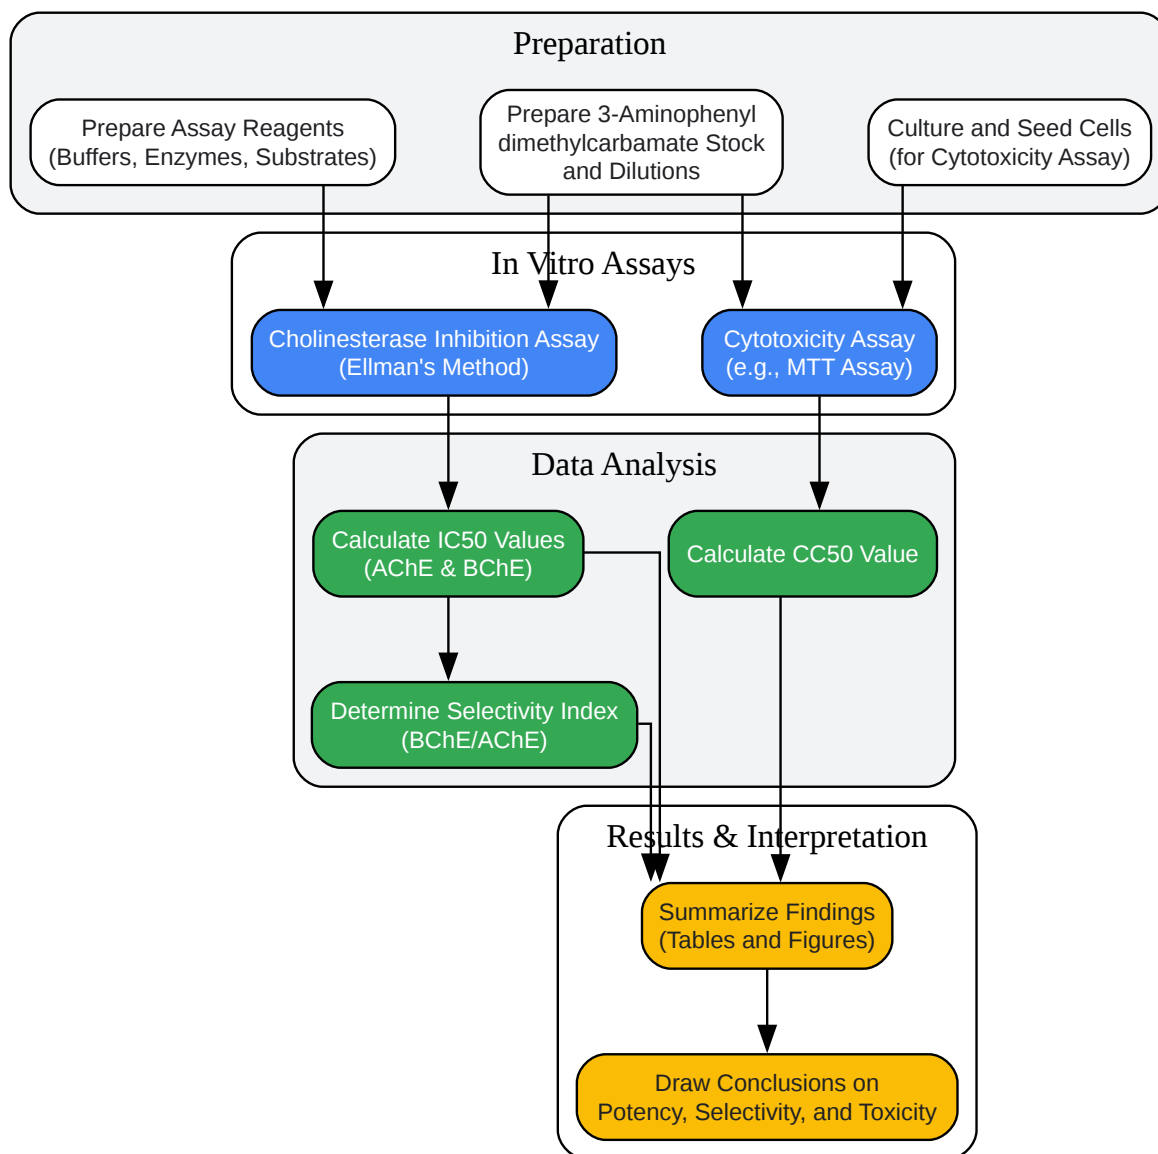 Preparation
Prepare Assay Reagents
(Buffers, Enzymes, Substrates)
Prepare 3-Aminophenyl
dimethylcarbamate Stock
and Dilutions
Culture and Seed Cells
(for Cytotoxicity Assay)
In Vitro Assays
Cholinesterase Inhibition Assay
(Ellman's Method)
Cytotoxicity Assay
(e.g., MTT Assay)
Data Analysis
Calculate IC50 Values
(AChE & BChE)
Calculate CC50 Value
Determine Selectivity Index
(BChE/AChE)
Results & Interpretation
Summarize Findings
(Tables and Figures)
Draw Conclusions on
Potency, Selectivity, and Toxicity